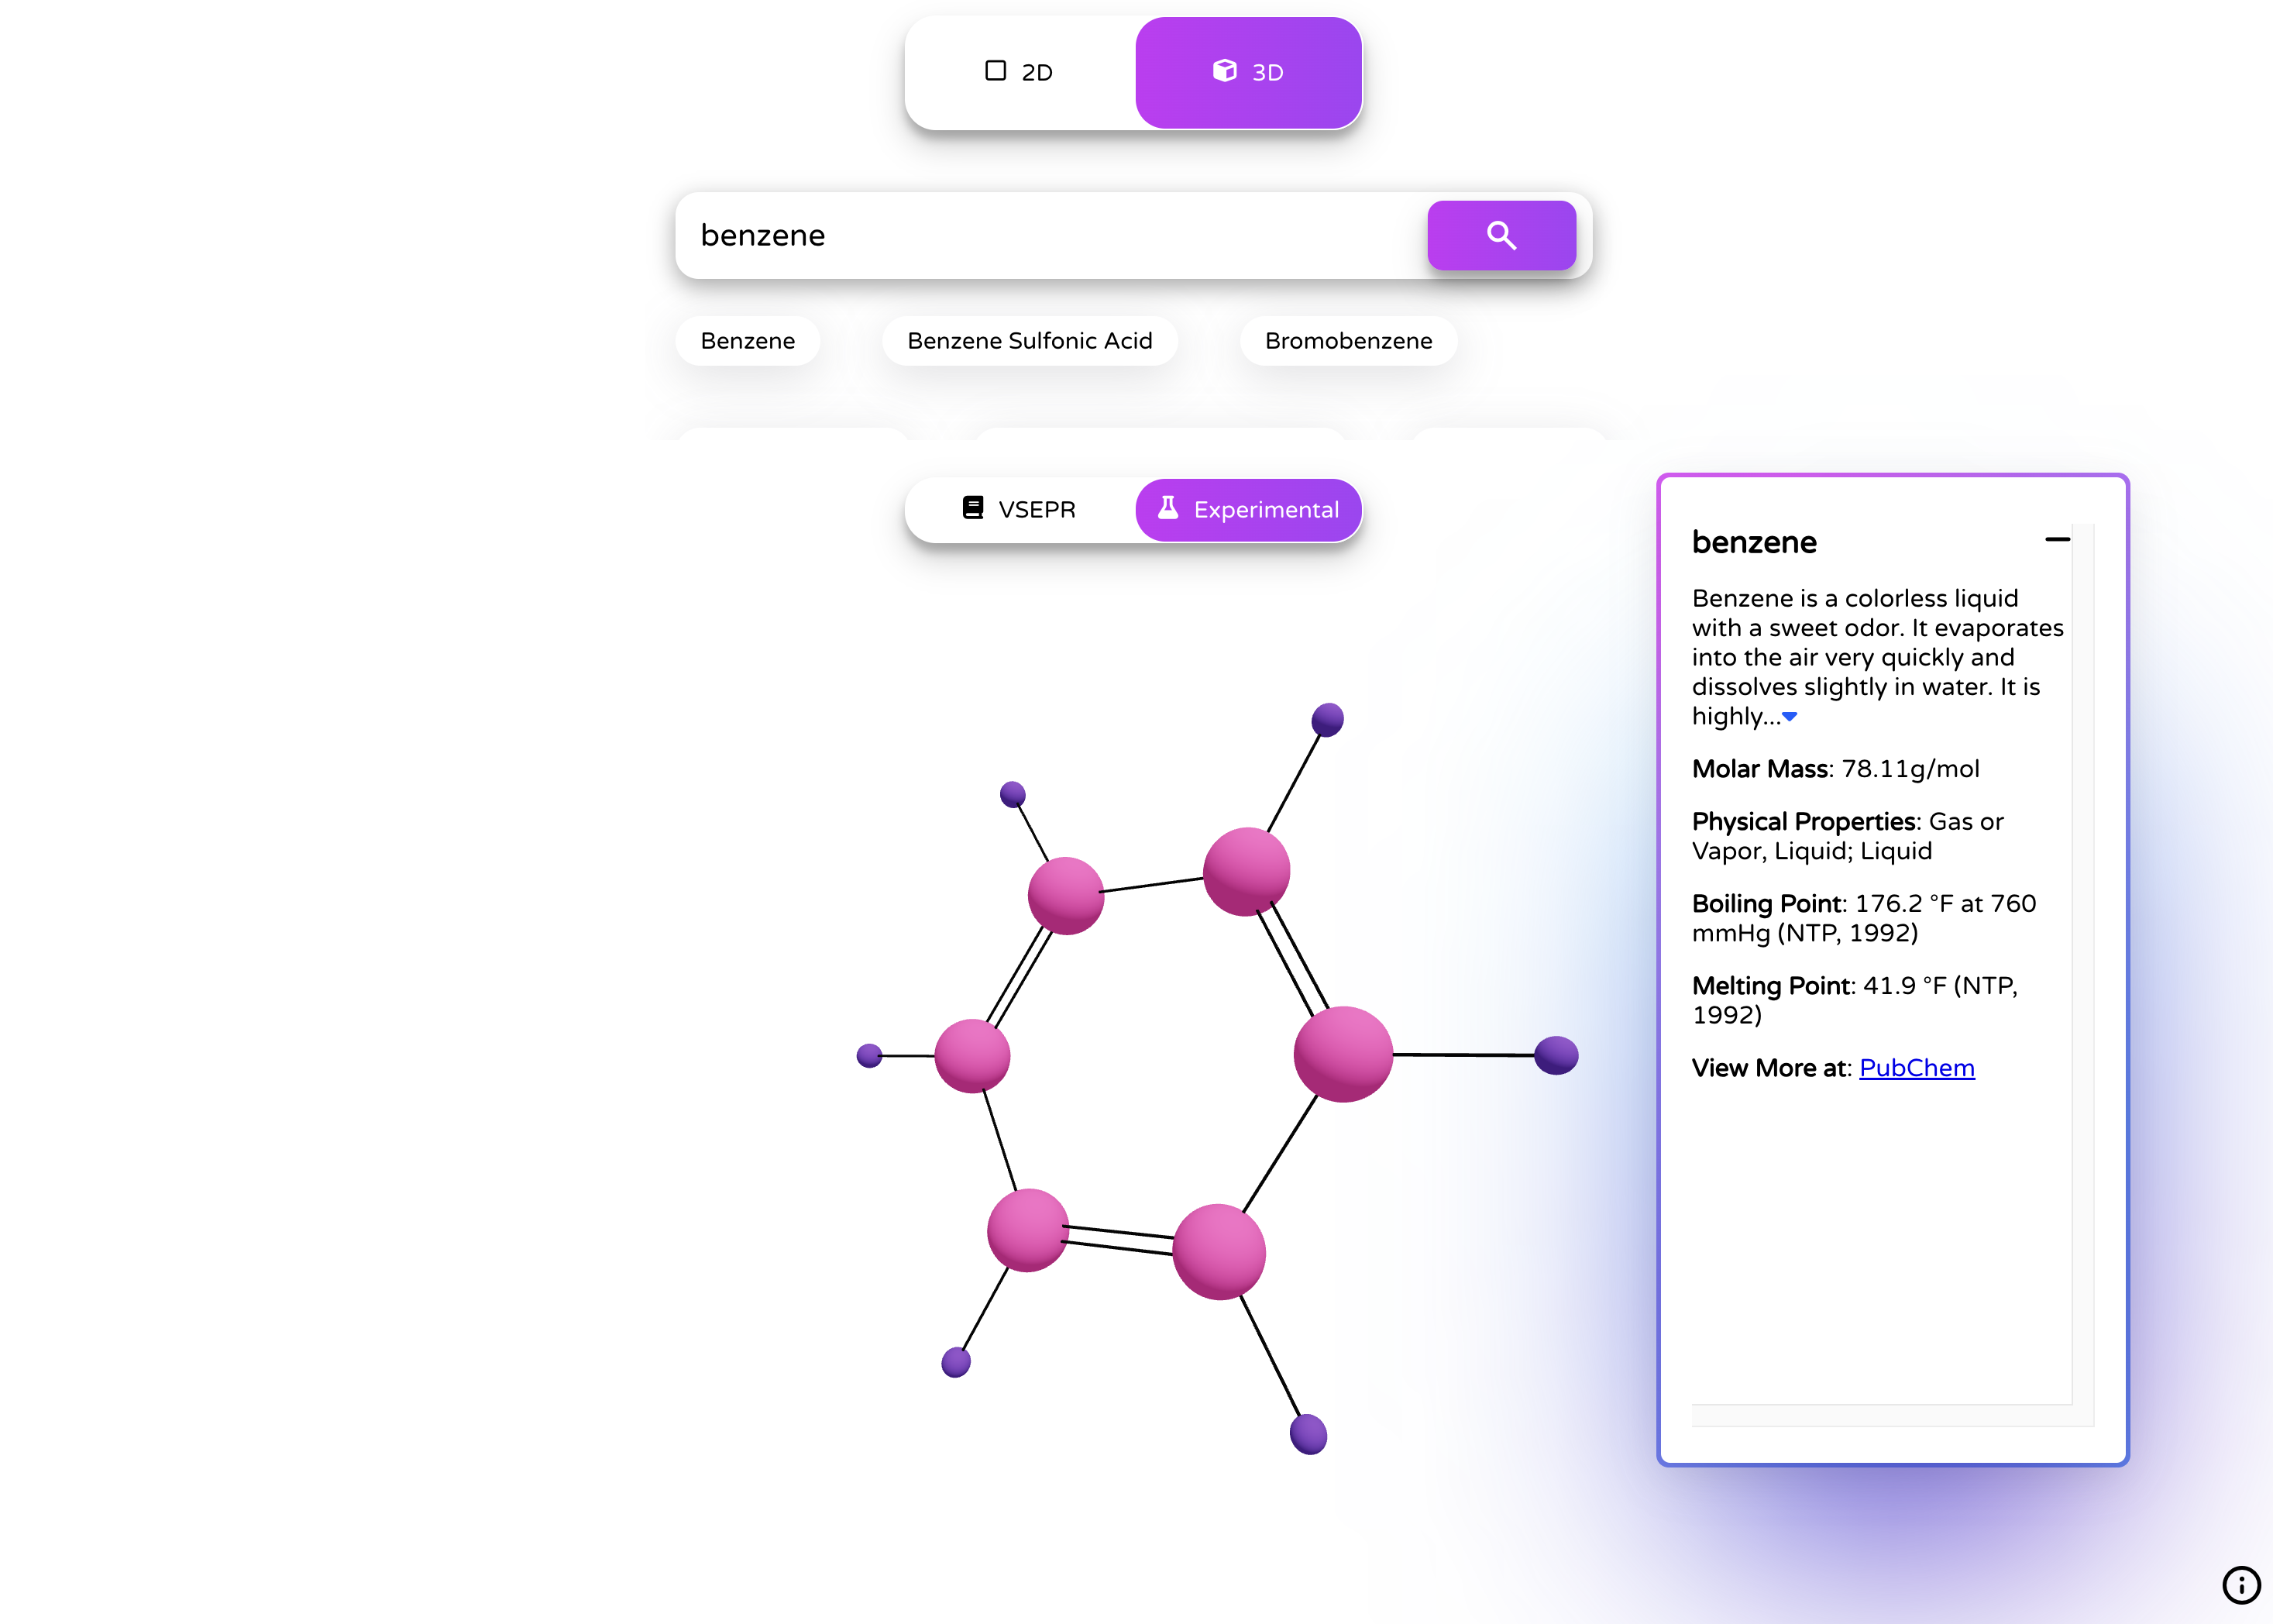 2D
3D
benzene
Benzene
Benzene Sulfonic Acid
Bromobenzene
VSEPR
Experimental
benzene
Benzene is a colorless liquid
with a sweet odor. It evaporates
into the air very quickly and
dissolves slightly in water. It is
highly...
Molar Mass: 78.11g/mol
Physical Properties: Gas or
Vapor, Liquid; Liquid
Boiling Point: 176.2 °F at 760
mmHg (NTP, 1992)
Melting Point: 41.9 °F (NTP,
1992)
View More at: PubChem